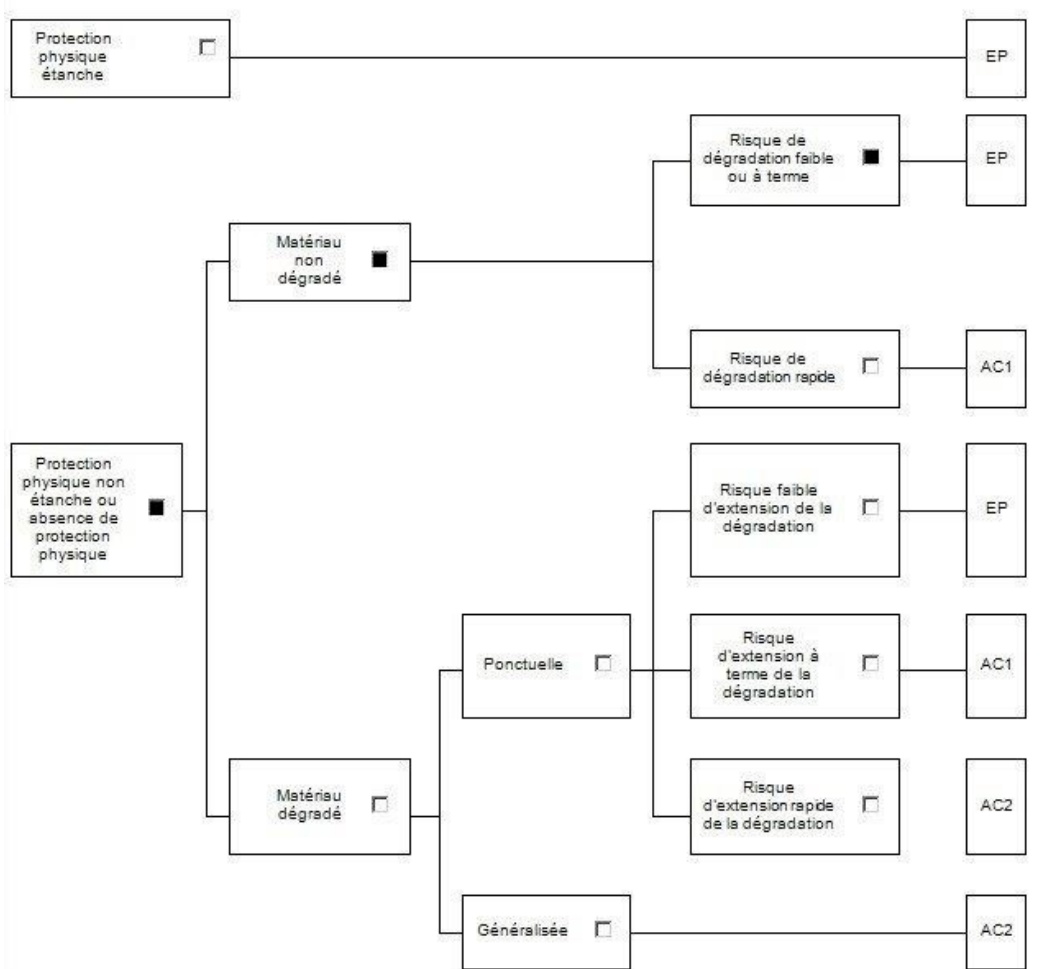 Protection
physique
étanche
EP
Risque de
dégradation faible
ou à terme
EP
Matériau
non
dégradé
Risque de
dégradation rapide
AC1
Protection
physique non
étanche ou
absence de
protection
physique
Risque faible
d'extension de la
dégradation
EP
Ponctuelle
Risque
d'extension à
terme de la
dégradation
AC1
Matériau
dégradé
Risque
d'extension rapide
de la dégradation
AC2
Généralisée
AC2